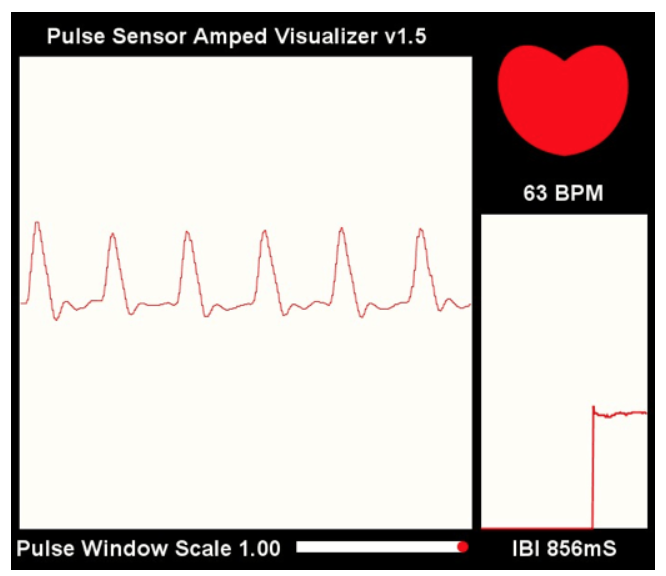 Pulse Sensor Amped Visualizer v1.5
63 BPM
Pulse Window Scale 1.00
IBI 856mS